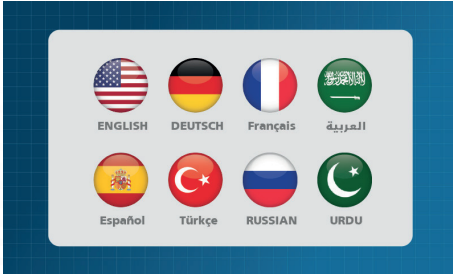 ENGLISH DEUTSCH Français العربية
Español Türkçe RUSSIAN URDU